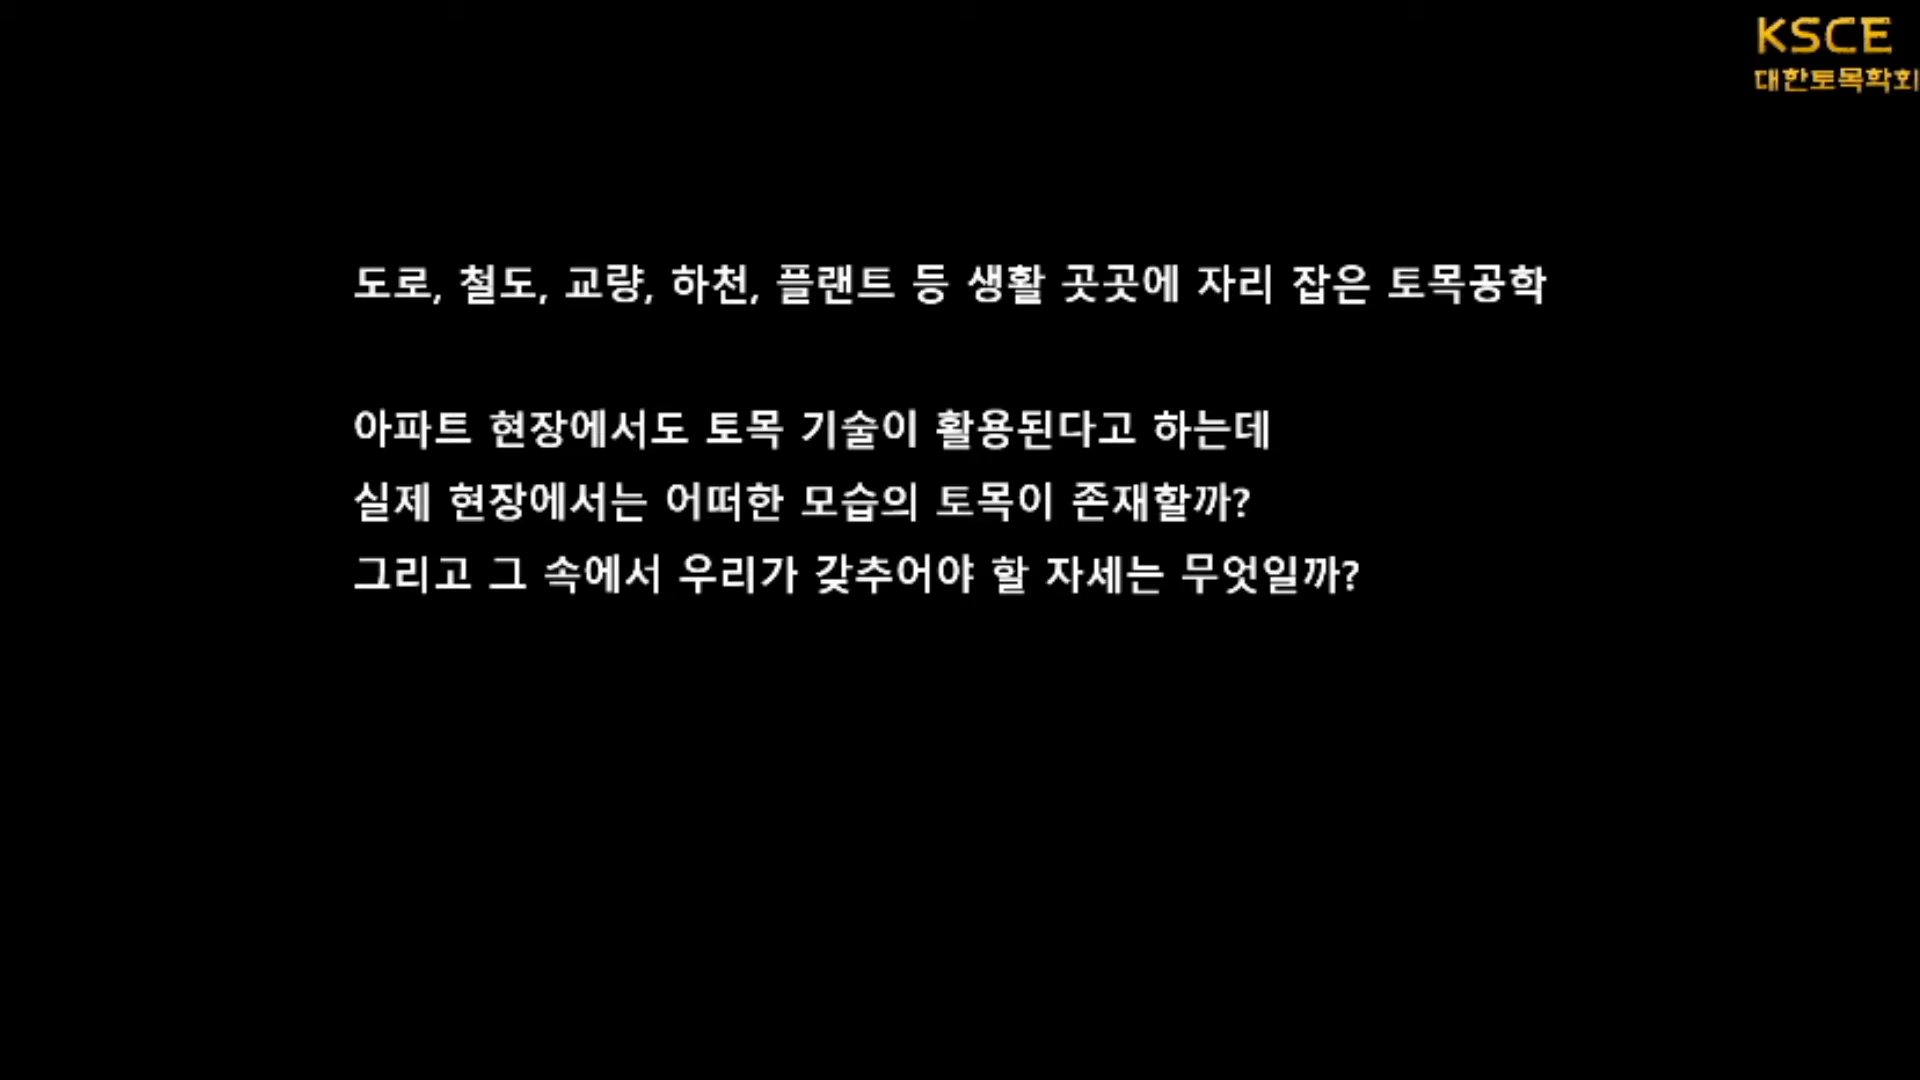 KSCE
대한토목학회
도로, 철도, 교량, 하천, 플랜트 등 생활 곳곳에 자리 잡은 토목공학
아파트 현장에서도 토목 기술이 활용된다고 하는데
실제 현장에서는 어떠한 모습의 토목이 존재할까?
그리고 그 속에서 우리가 갖추어야 할 자세는 무엇일까?